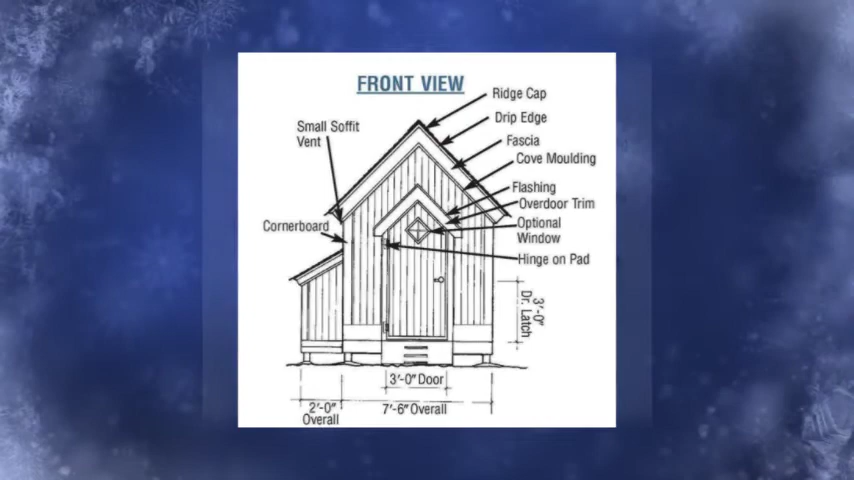 FRONT VIEW
Ridge Cap
Drip Edge
Small Soffit
Vent
Fascia
Cove Moulding
Flashing
Overdoor Trim
Cornerboard
Optional
Window
Hinge on Pad
3'-0"
Dr. Latch
3'-0" Door
2'-0"
Overall
7'-6" Overall